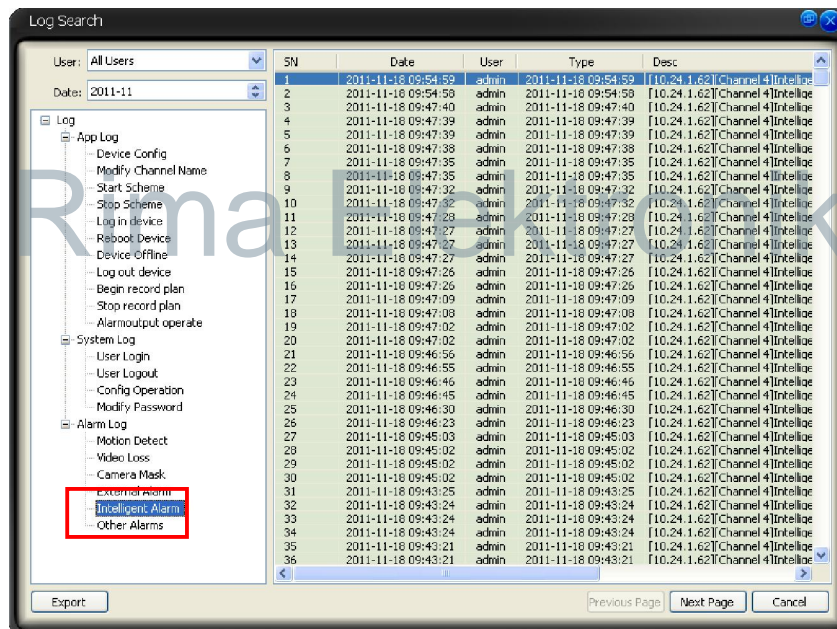 Log Search
User: All Users
Date: 2011-11
Log
App Log
Device Config
Modify Channel Name
Start Scheme
Stop Scheme
Log in device
Reboot Device
Device Offline
Log out device
Begin record plan
Stop record plan
Alarmoutput operate
System Log
User Login
User Logout
Config Operation
Modify Password
Alarm Log
Motion Detect
Video Loss
Camera Mask
External Alarm
Intelligent Alarm
Other Alarms
SN Date User Type Desc
1 2011-11-18 09:54:59 admin 2011-11-18 09:54:59 [10.24.1.62][Channel 4]Intellige
2 2011-11-18 09:54:58 admin 2011-11-18 09:54:58 [10.24.1.62][Channel 4]Intellige
3 2011-11-18 09:47:40 admin 2011-11-18 09:47:40 [10.24.1.62][Channel 4]Intellige
4 2011-11-18 09:47:39 admin 2011-11-18 09:47:39 [10.24.1.62][Channel 4]Intellige
5 2011-11-18 09:47:39 admin 2011-11-18 09:47:39 [10.24.1.62][Channel 4]Intellige
6 2011-11-18 09:47:38 admin 2011-11-18 09:47:38 [10.24.1.62][Channel 4]Intellige
7 2011-11-18 09:47:35 admin 2011-11-18 09:47:35 [10.24.1.62][Channel 4]Intellige
8 2011-11-18 09:47:35 admin 2011-11-18 09:47:35 [10.24.1.62][Channel 4]Intellige
9 2011-11-18 09:47:32 admin 2011-11-18 09:47:32 [10.24.1.62][Channel 4]Intellige
10 2011-11-18 09:47:32 admin 2011-11-18 09:47:32 [10.24.1.62][Channel 4]Intellige
11 2011-11-18 09:47:28 admin 2011-11-18 09:47:28 [10.24.1.62][Channel 4]Intellige
12 2011-11-18 09:47:27 admin 2011-11-18 09:47:27 [10.24.1.62][Channel 4]Intellige
13 2011-11-18 09:47:27 admin 2011-11-18 09:47:27 [10.24.1.62][Channel 4]Intellige
14 2011-11-18 09:47:27 admin 2011-11-18 09:47:27 [10.24.1.62][Channel 4]Intellige
15 2011-11-18 09:47:26 admin 2011-11-18 09:47:26 [10.24.1.62][Channel 4]Intellige
16 2011-11-18 09:47:26 admin 2011-11-18 09:47:26 [10.24.1.62][Channel 4]Intellige
17 2011-11-18 09:47:09 admin 2011-11-18 09:47:09 [10.24.1.62][Channel 4]Intellige
18 2011-11-18 09:47:08 admin 2011-11-18 09:47:08 [10.24.1.62][Channel 4]Intellige
19 2011-11-18 09:47:02 admin 2011-11-18 09:47:02 [10.24.1.62][Channel 4]Intellige
20 2011-11-18 09:47:02 admin 2011-11-18 09:47:02 [10.24.1.62][Channel 4]Intellige
21 2011-11-18 09:46:56 admin 2011-11-18 09:46:56 [10.24.1.62][Channel 4]Intellige
22 2011-11-18 09:46:55 admin 2011-11-18 09:46:55 [10.24.1.62][Channel 4]Intellige
23 2011-11-18 09:46:46 admin 2011-11-18 09:46:46 [10.24.1.62][Channel 4]Intellige
24 2011-11-18 09:46:45 admin 2011-11-18 09:46:45 [10.24.1.62][Channel 4]Intellige
25 2011-11-18 09:46:30 admin 2011-11-18 09:46:30 [10.24.1.62][Channel 4]Intellige
26 2011-11-18 09:46:23 admin 2011-11-18 09:46:23 [10.24.1.62][Channel 4]Intellige
27 2011-11-18 09:45:03 admin 2011-11-18 09:45:03 [10.24.1.62][Channel 4]Intellige
28 2011-11-18 09:45:02 admin 2011-11-18 09:45:02 [10.24.1.62][Channel 4]Intellige
29 2011-11-18 09:45:02 admin 2011-11-18 09:45:02 [10.24.1.62][Channel 4]Intellige
30 2011-11-18 09:45:02 admin 2011-11-18 09:45:02 [10.24.1.62][Channel 4]Intellige
31 2011-11-18 09:43:25 admin 2011-11-18 09:43:25 [10.24.1.62][Channel 4]Intellige
32 2011-11-18 09:43:24 admin 2011-11-18 09:43:24 [10.24.1.62][Channel 4]Intellige
33 2011-11-18 09:43:24 admin 2011-11-18 09:43:24 [10.24.1.62][Channel 4]Intellige
34 2011-11-18 09:43:24 admin 2011-11-18 09:43:24 [10.24.1.62][Channel 4]Intellige
35 2011-11-18 09:43:21 admin 2011-11-18 09:43:21 [10.24.1.62][Channel 4]Intellige
36 2011-11-18 09:43:21 admin 2011-11-18 09:43:21 [10.24.1.62][Channel 4]Intellige
Rima Elektronik
Export Previous Page Next Page Cancel